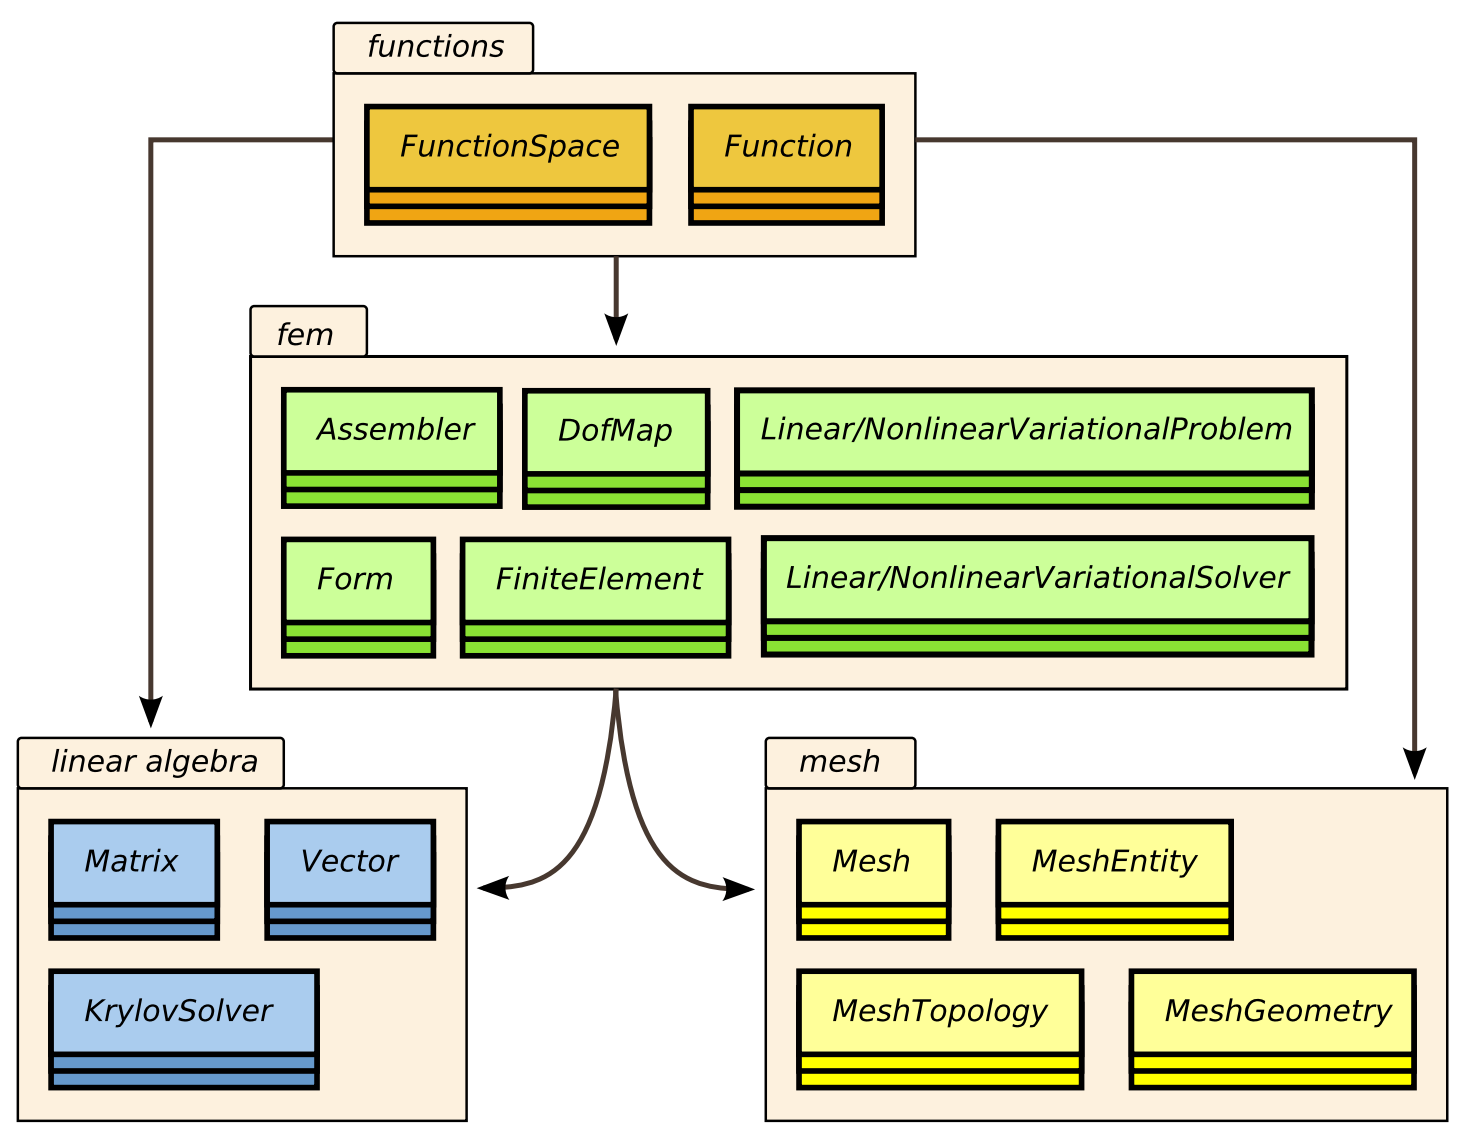 functions
FunctionSpace
Function
fem
Assembler
DofMap
Linear/NonlinearVariationalProblem
Form
FiniteElement
Linear/NonlinearVariationalSolver
linear algebra
Matrix
Vector
KrylovSolver
mesh
Mesh
MeshEntity
MeshTopology
MeshGeometry